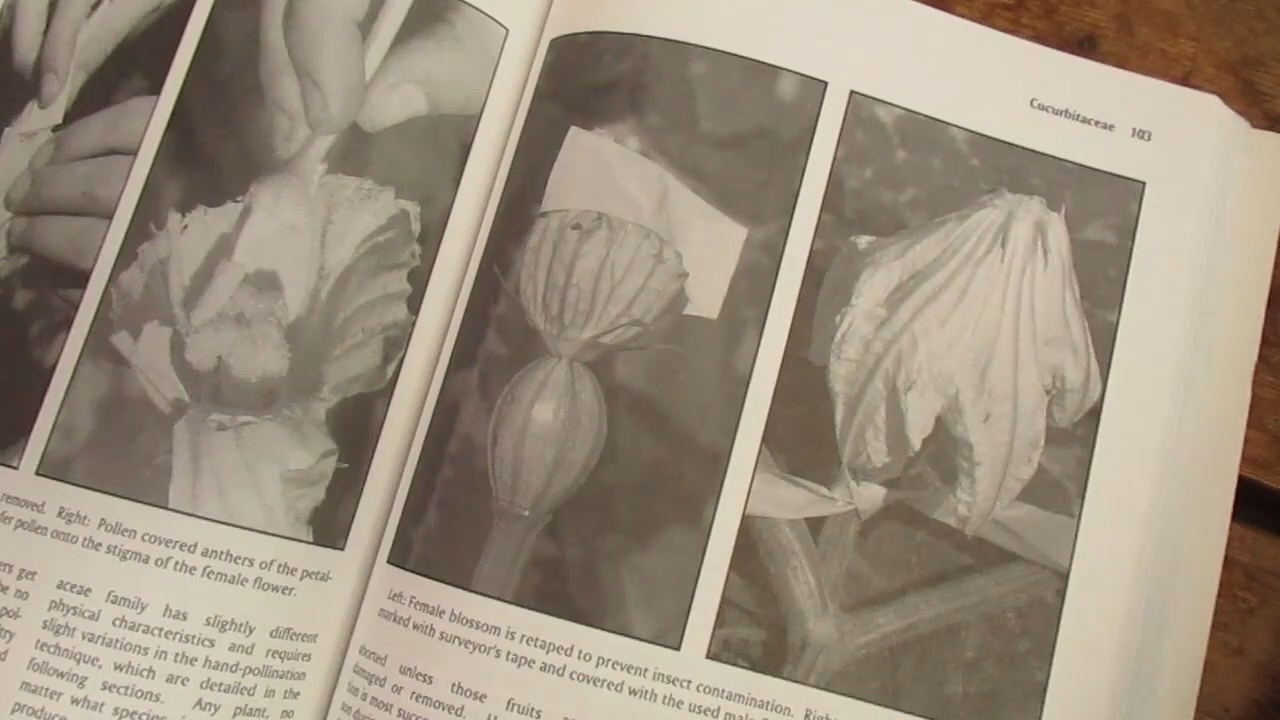 Cucurbitaceae 103
removed. Right: Pollen covered anthers of the petal-
pollen onto the stigma of the female flower.
get
no
aceae family has slightly different
physical characteristics and requires
slight variations in the hand-pollination
technique, which are detailed in the
following sections. Any plant, no
matter what species
produce
Left: Female blossom is retaped to prevent insect contamination. Right
marked with surveyor's tape and covered with the used male
unless those fruits
damaged or removed.
is most